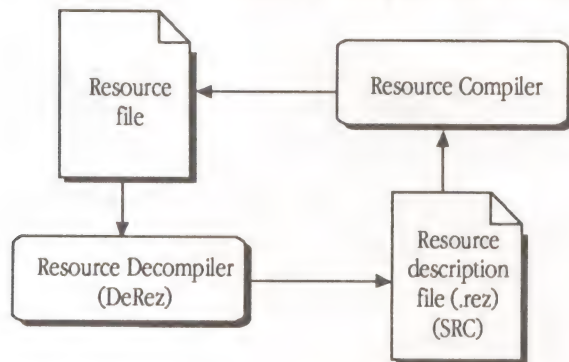 Resource
file
Resource Compiler
Resource Decompiler
(DeRez)
Resource
description
file (.rez)
(SRC)